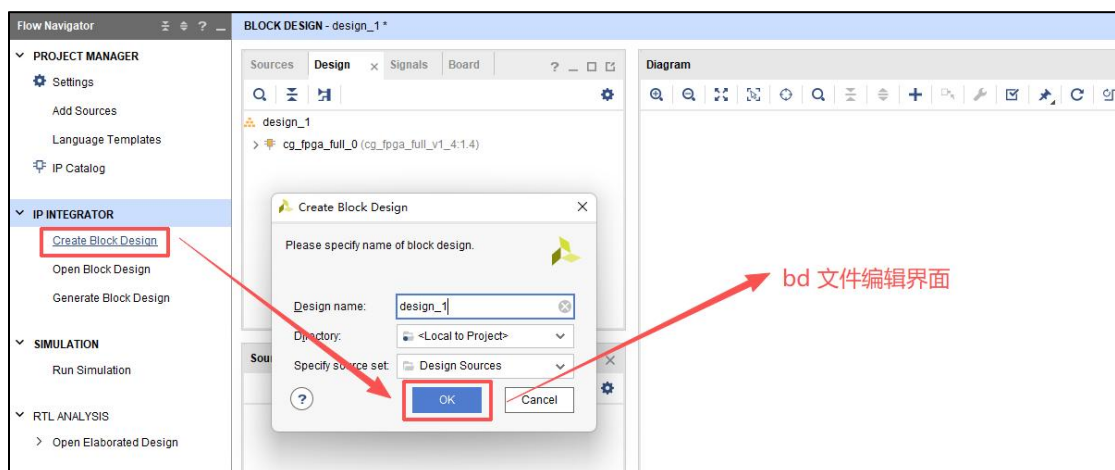 Flow Navigator
PROJECT MANAGER
Settings
Add Sources
Language Templates
IP Catalog
IP INTEGRATOR
Create Block Design
Open Block Design
Generate Block Design
SIMULATION
Run Simulation
RTL ANALYSIS
Open Elaborated Design
BLOCK DESIGN - design_1 *
Sources Design Signals Board
design_1
cg_fpga_full_0 (cg_fpga_full_v1_4:1.4)
Create Block Design
Please specify name of block design.
Design name: design_1
Directory: <Local to Project>
Specify source set: Design Sources
OK Cancel
Diagram
bd 文件编辑界面